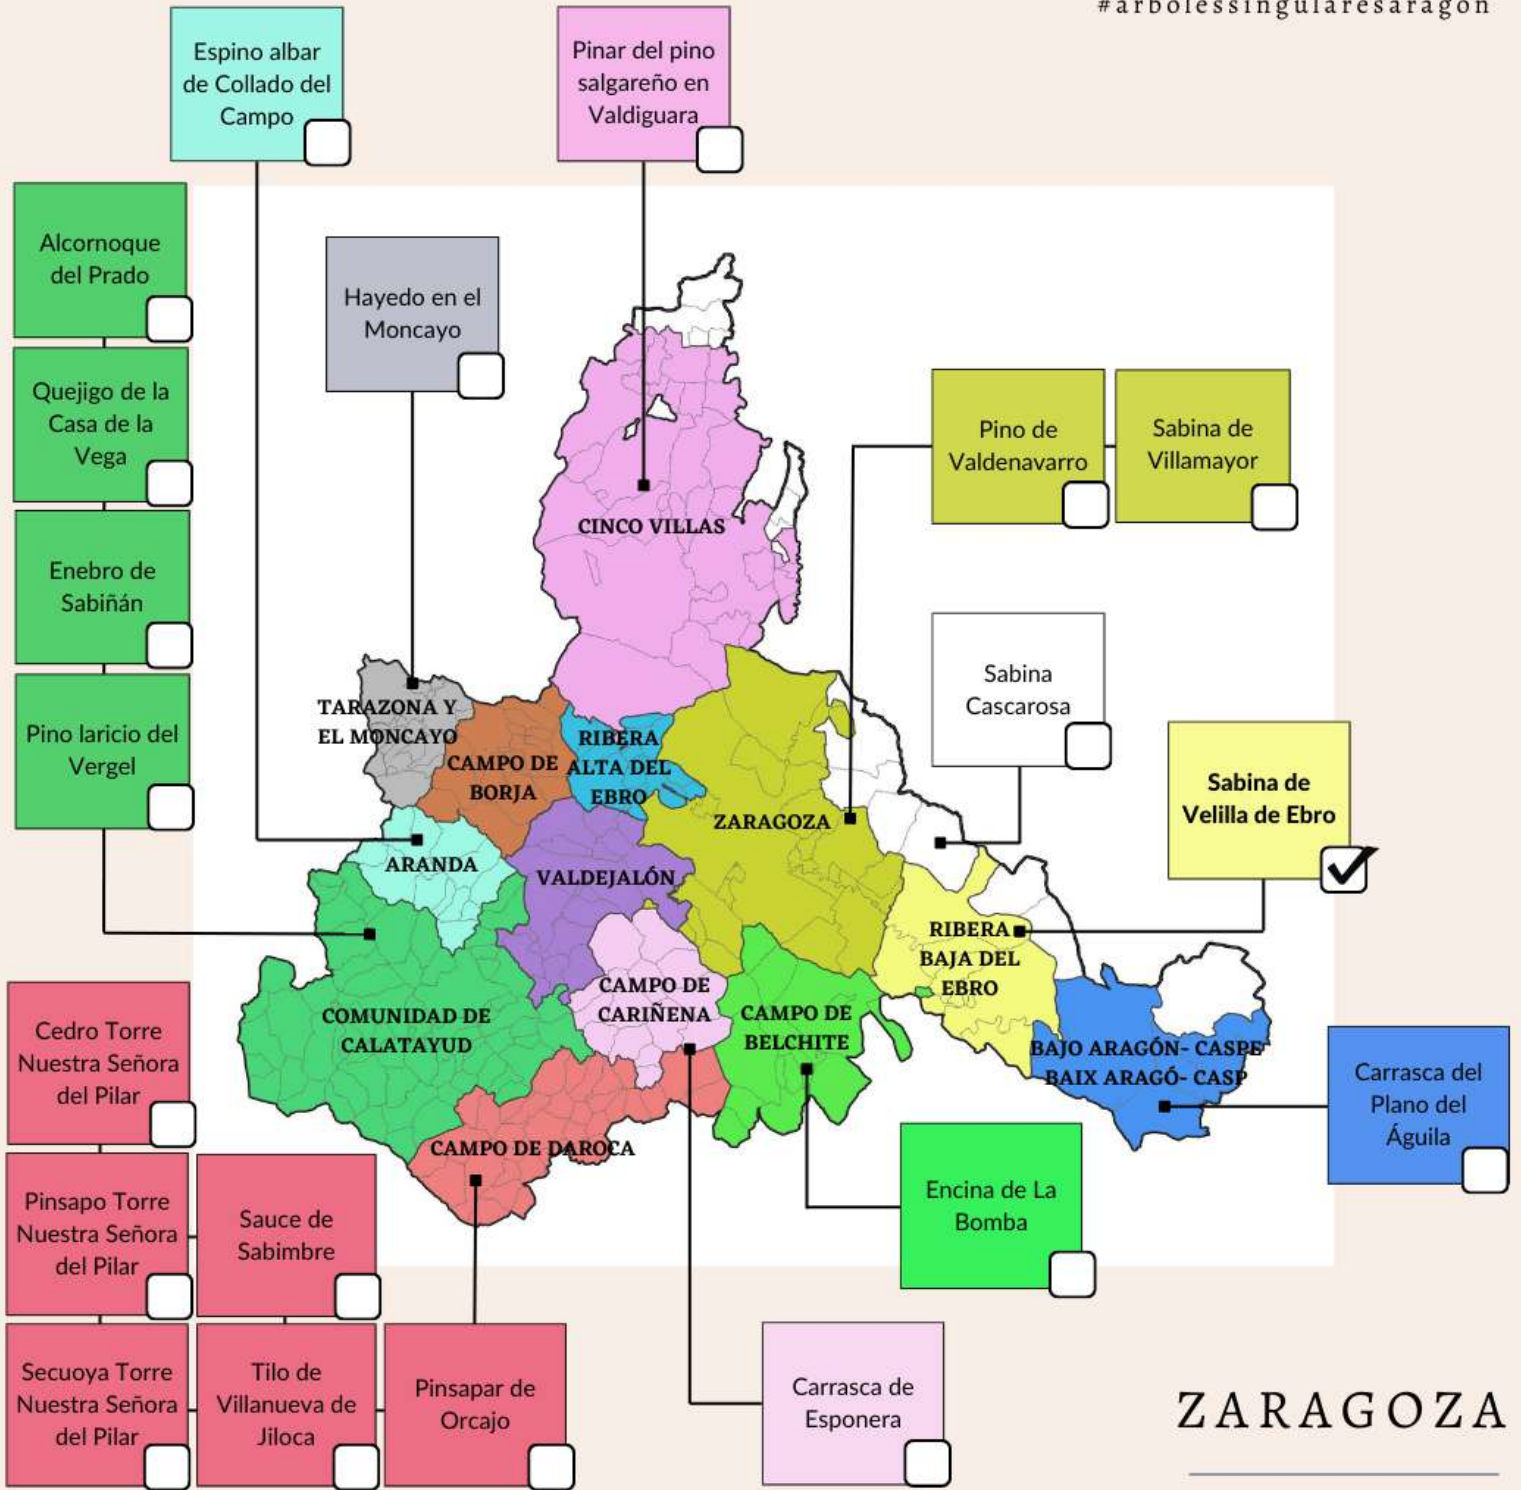 #arbolessingularesaragon
Espino albar
de Collado del
Campo
Pinar del pino
salgareño en
Valdiguara
Alcornoque
del Prado
Hayedo en el
Moncayo
Quejigo de la
Casa de la
Vega
Pino de
Valdenavarro
Sabina de
Villamayor
CINCO VILLAS
Enebro de
Sabiñán
Sabina
Cascarosa
Pino laricio del
Vergel
TARAZONA Y
EL MONCAYO
CAMPO DE
BORJA
RIBERA
ALTA DEL
EBRO
ZARAGOZA
Sabina de
Velilla de Ebro
ARANDA
VALDEJALÓN
RIBERA
BAJA DEL
EBRO
COMUNIDAD DE
CALATAYUD
CAMPO DE
CARIÑENA
CAMPO DE
BELCHITE
BAJO ARAGÓN- CASPE
BAIX ARAGÓ- CASP
Cedro Torre
Nuestra Señora
del Pilar
Carrasca del
Plano del
Águila
CAMPO DE DAROCA
Pinsapo Torre
Nuestra Señora
del Pilar
Sauce de
Sabimbre
Encina de La
Bomba
Secuoya Torre
Nuestra Señora
del Pilar
Tilo de
Villanueva de
Jiloca
Pinsapar de
Orcajo
Carrasca de
Esponera
ZARAGOZA